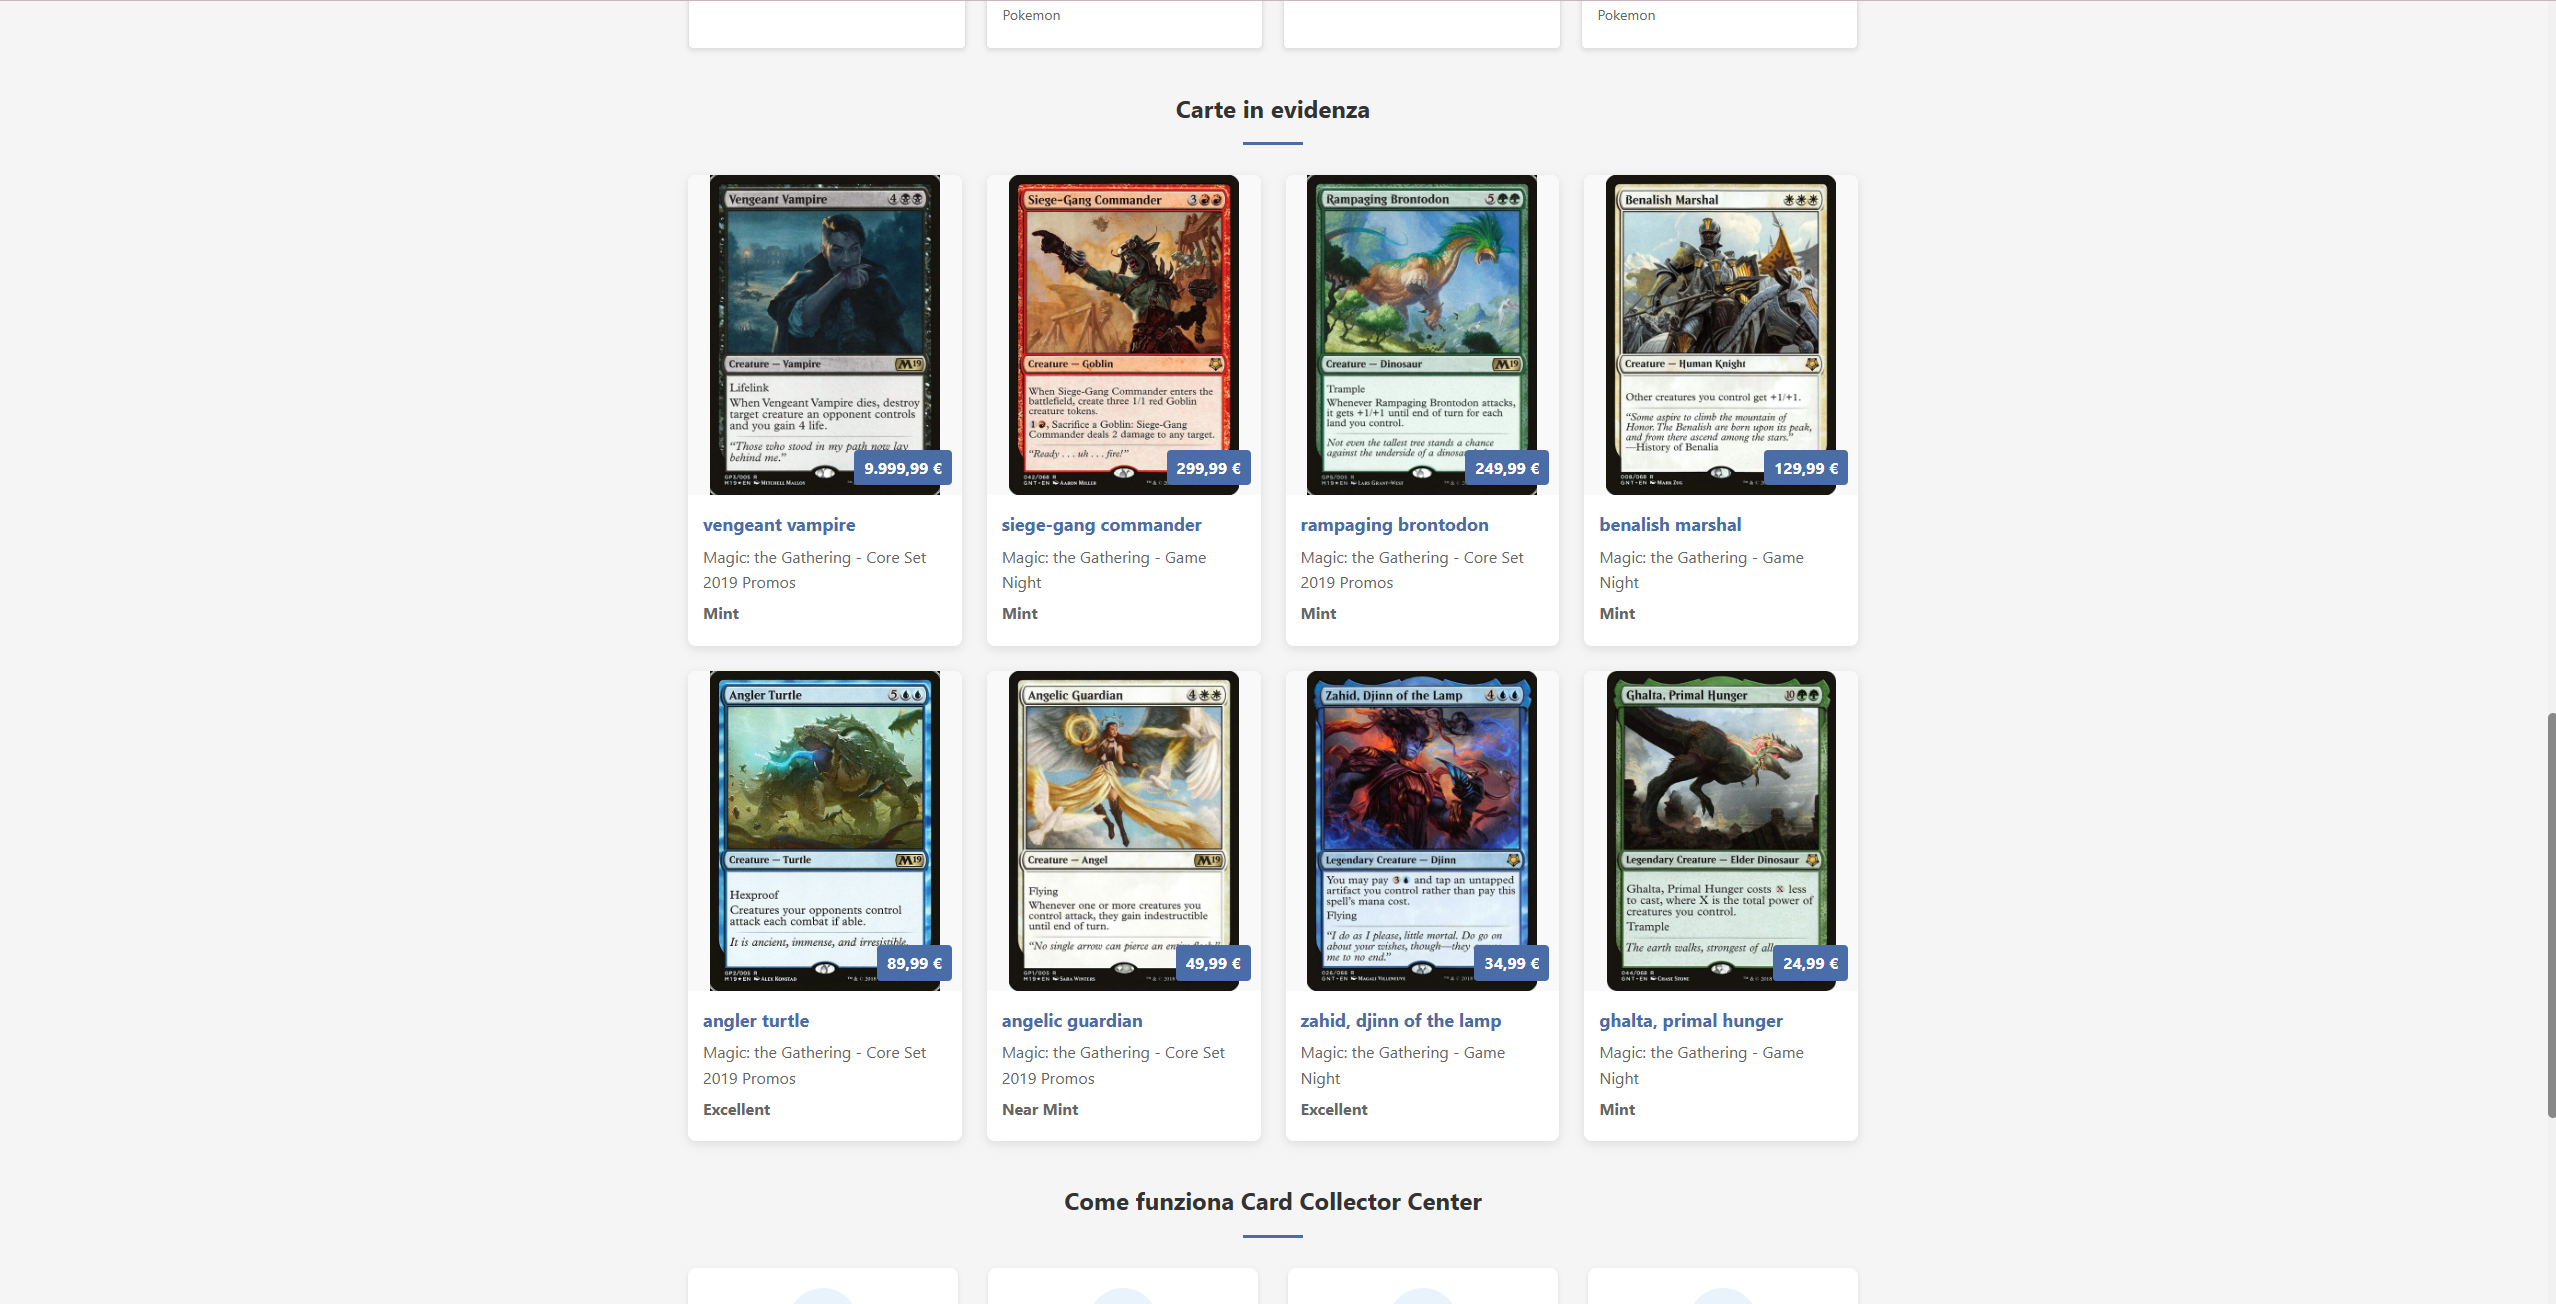 Pokemon
Pokemon
Carte in evidenza
Vengeant Vampire 4
Creature — Vampire M19
Lifelink
When Vengeant Vampire dies, destroy
target creature an opponent controls
and you gain 4 life.
"Those who stood in my path now lay
behind me."
9.999,99 €
vengeant vampire
Magic: the Gathering - Core Set
2019 Promos
Mint
Siege-Gang Commander 3
Creature — Goblin
When Siege-Gang Commander enters the
battlefield, create three 1/1 red Goblin
creature tokens.
1, Sacrifice a Goblin: Siege-Gang
Commander deals 2 damage to any target.
"Ready . . . uh . . . fire!"
299,99 €
siege-gang commander
Magic: the Gathering - Game
Night
Mint
Rampaging Brontodon 5
Creature — Dinosaur M19
Trample
Whenever Rampaging Brontodon attacks,
it gets +1/+1 until end of turn for each
land you control.
Not even the tallest tree stands a chance
against the underside of a
249,99 €
rampaging brontodon
Magic: the Gathering - Core Set
2019 Promos
Mint
Benalish Marshal
Creature — Human Knight
Other creatures you control get +1/+1.
"Some aspire to climb the mountain of
Honor. The Benalish are born upon its peak,
and from there ascend among the stars."
—History of Benalia
129,99 €
benalish marshal
Magic: the Gathering - Game
Night
Mint
Angler Turtle 5
Creature — Turtle M19
Hexproof
Creatures your opponents control
attack each combat if able.
It is ancient, immense, and irresistible.
89,99 €
angler turtle
Magic: the Gathering - Core Set
2019 Promos
Excellent
Angelic Guardian 4
Creature — Angel M19
Flying
Whenever one or more creatures you
control attack, they gain indestructible
until end of turn.
"No single arrow can pierce an
49,99 €
angelic guardian
Magic: the Gathering - Core Set
2019 Promos
Near Mint
Zahid, Djinn of the Lamp 4
Legendary Creature — Djinn
You may pay 3 and tap an untapped
artifact you control rather than pay this
spell's mana cost.
Flying
"I do as I please, little mortal. Do go on
about your wishes, though—they
me to no end."
34,99 €
zahid, djinn of the lamp
Magic: the Gathering - Game
Night
Excellent
Ghalta, Primal Hunger 10
Legendary Creature — Elder Dinosaur
Ghalta, Primal Hunger costs X less
to cast, where X is the total power of
creatures you control.
Trample
The earth walks, strongest of all
24,99 €
ghalta, primal hunger
Magic: the Gathering - Game
Night
Mint
Come funziona Card Collector Center